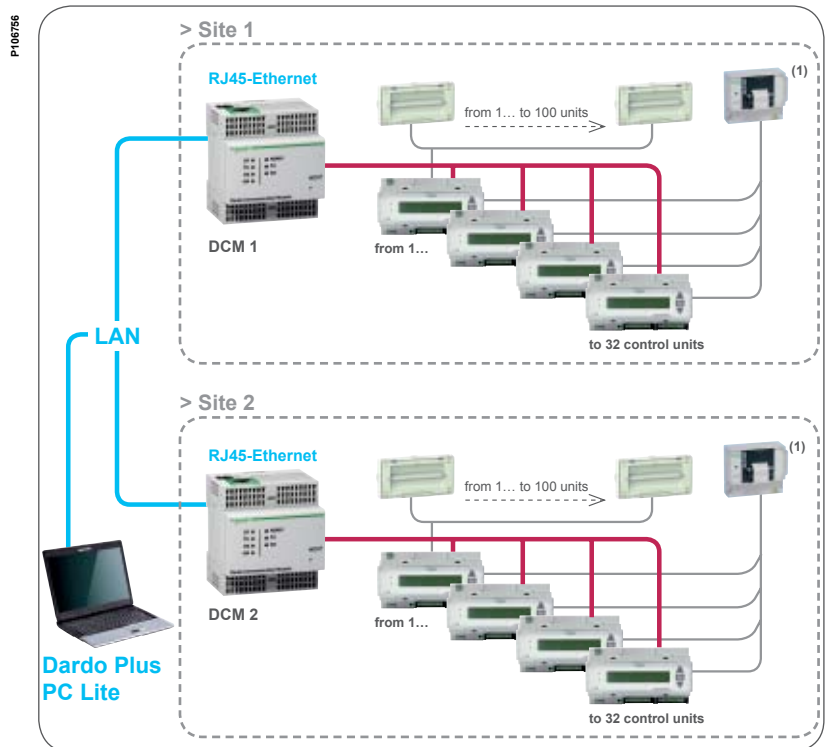 P106756
> Site 1
RJ45-Ethernet
(1)
from 1… to 100 units
DCM 1
from 1…
to 32 control units
LAN
> Site 2
RJ45-Ethernet
(1)
from 1… to 100 units
DCM 2
from 1…
to 32 control units
Dardo Plus
PC Lite